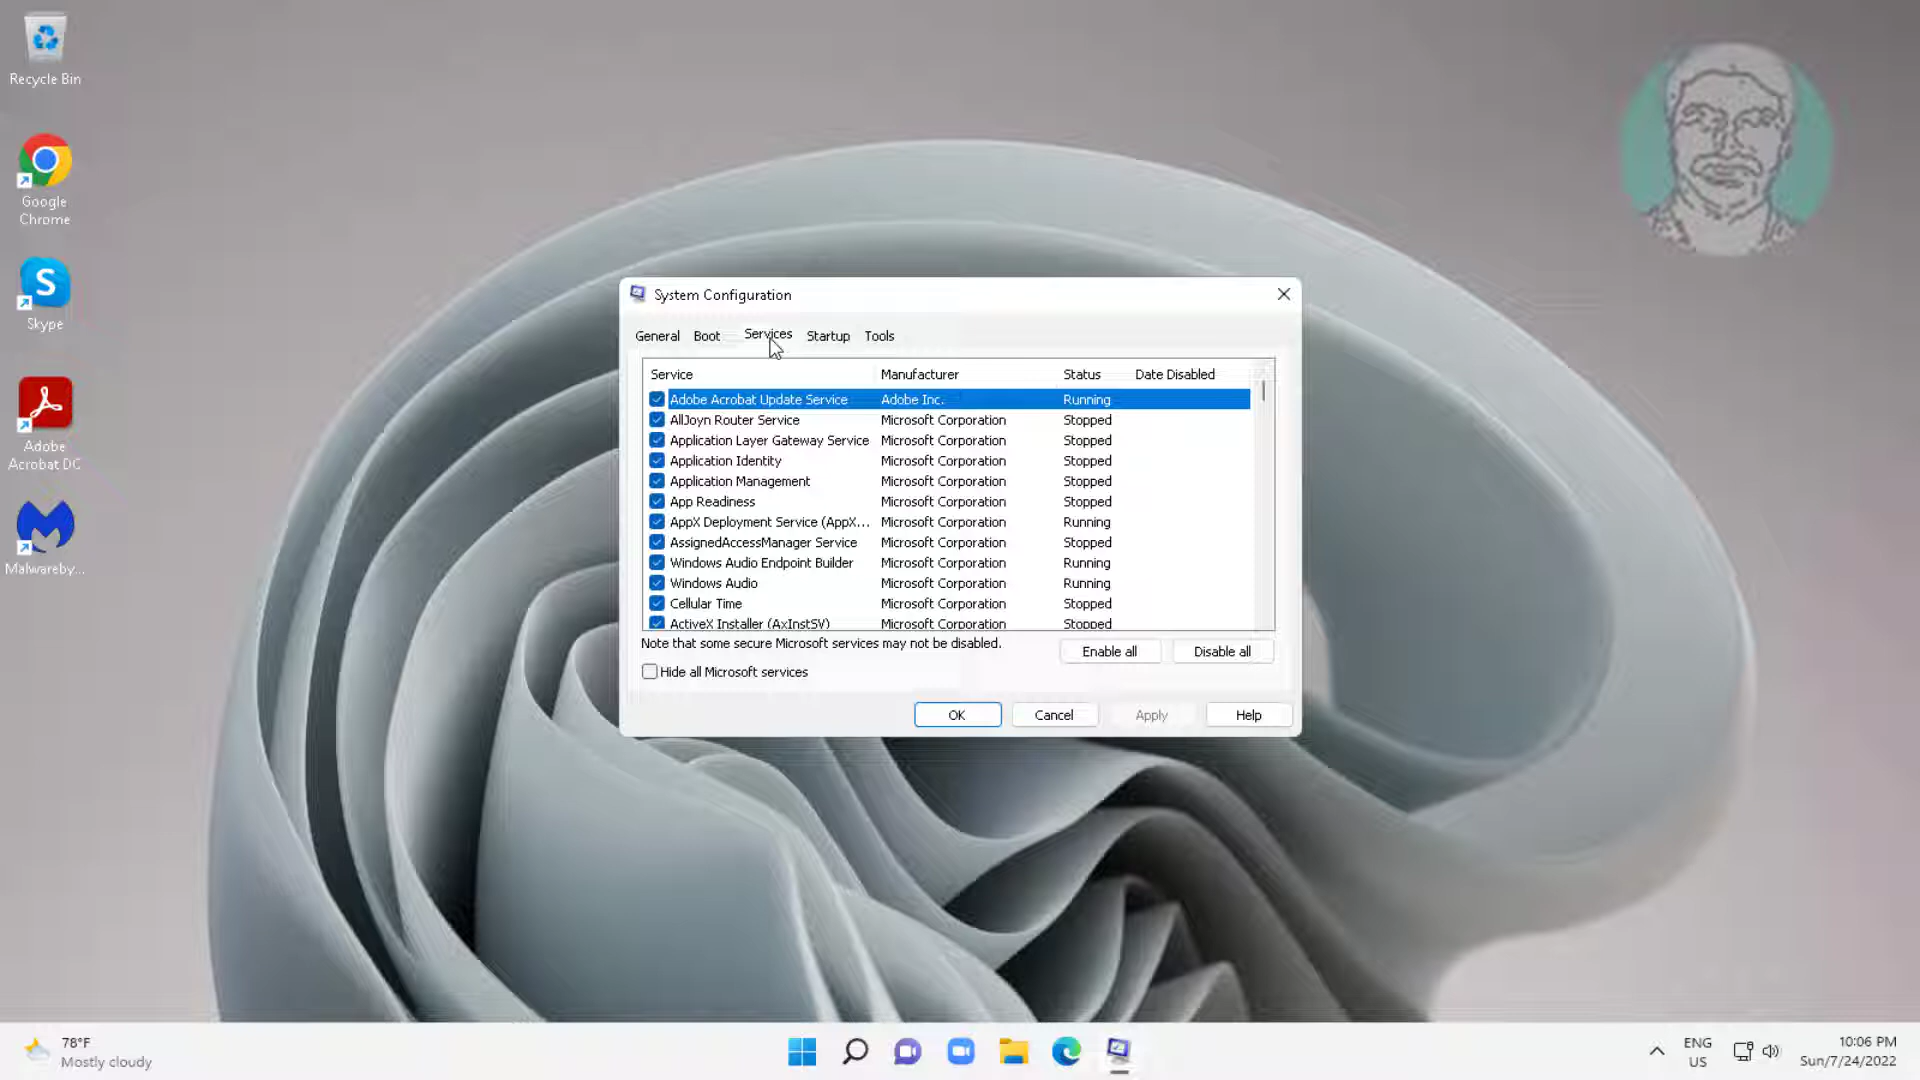 Recycle Bin
Google
Chrome
Skype
Adobe
Acrobat DC
Malwareby...
System Configuration
General Boot Services Startup Tools
Service Manufacturer Status Date Disabled
Adobe Acrobat Update Service Adobe Inc. Running
AllJoyn Router Service Microsoft Corporation Stopped
Application Layer Gateway Service Microsoft Corporation Stopped
Application Identity Microsoft Corporation Stopped
Application Management Microsoft Corporation Stopped
App Readiness Microsoft Corporation Stopped
AppX Deployment Service (AppX... Microsoft Corporation Running
AssignedAccessManager Service Microsoft Corporation Stopped
Windows Audio Endpoint Builder Microsoft Corporation Running
Windows Audio Microsoft Corporation Running
Cellular Time Microsoft Corporation Stopped
ActiveX Installer (AxInstSV) Microsoft Corporation Stopped
Note that some secure Microsoft services may not be disabled.
Enable all Disable all
Hide all Microsoft services
OK Cancel Apply Help
78°F
Mostly cloudy
ENG
US
10:06 PM
Sun/7/24/2022